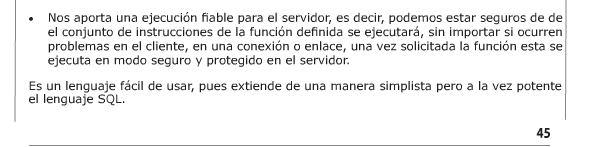 • Nos aporta una ejecución fiable para el servidor, es decir, podemos estar seguros de de
el conjunto de instrucciones de la función definida se ejecutará, sin importar si ocurren
problemas en el cliente, en una conexión o enlace, una vez solicitada la función esta se
ejecuta en modo seguro y protegido en el servidor.
Es un lenguaje fácil de usar, pues extiende de una manera simplista pero a la vez potente
el lenguaje SQL.
45